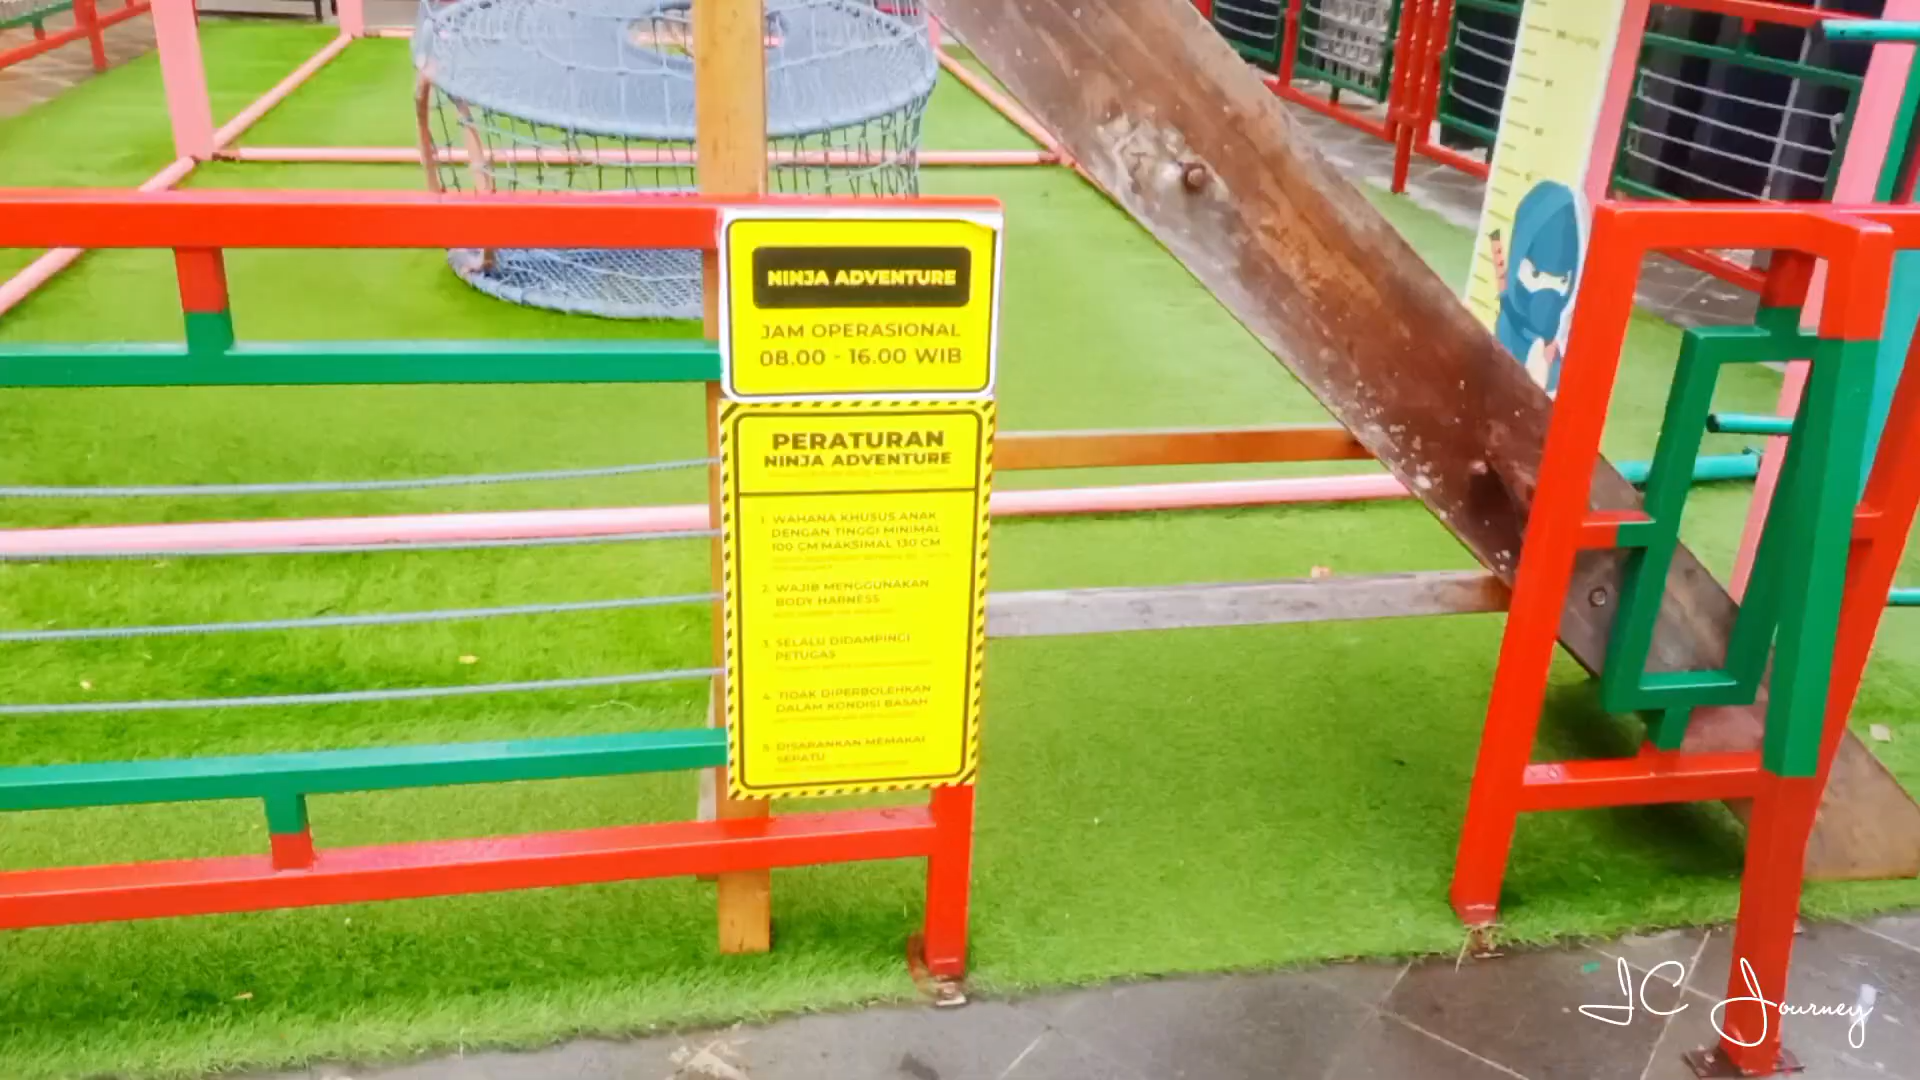 NINJA ADVENTURE
JAM OPERASIONAL
08.00 - 16.00 WIB
PERATURAN
NINJA ADVENTURE
1. WAHANA KHUSUS ANAK
DENGAN TINGGI MINIMAL
100 CM MAKSIMAL 130 CM
2. WAJIB MENGGUNAKAN
BODY HARNESS
3. SELALU DIDAMPINGI
PETUGAS
4. TIDAK DIPERBOLEHKAN
DALAM KONDISI BASAH
5. DISARANKAN MEMAKAI
SEPATU
JC Journey